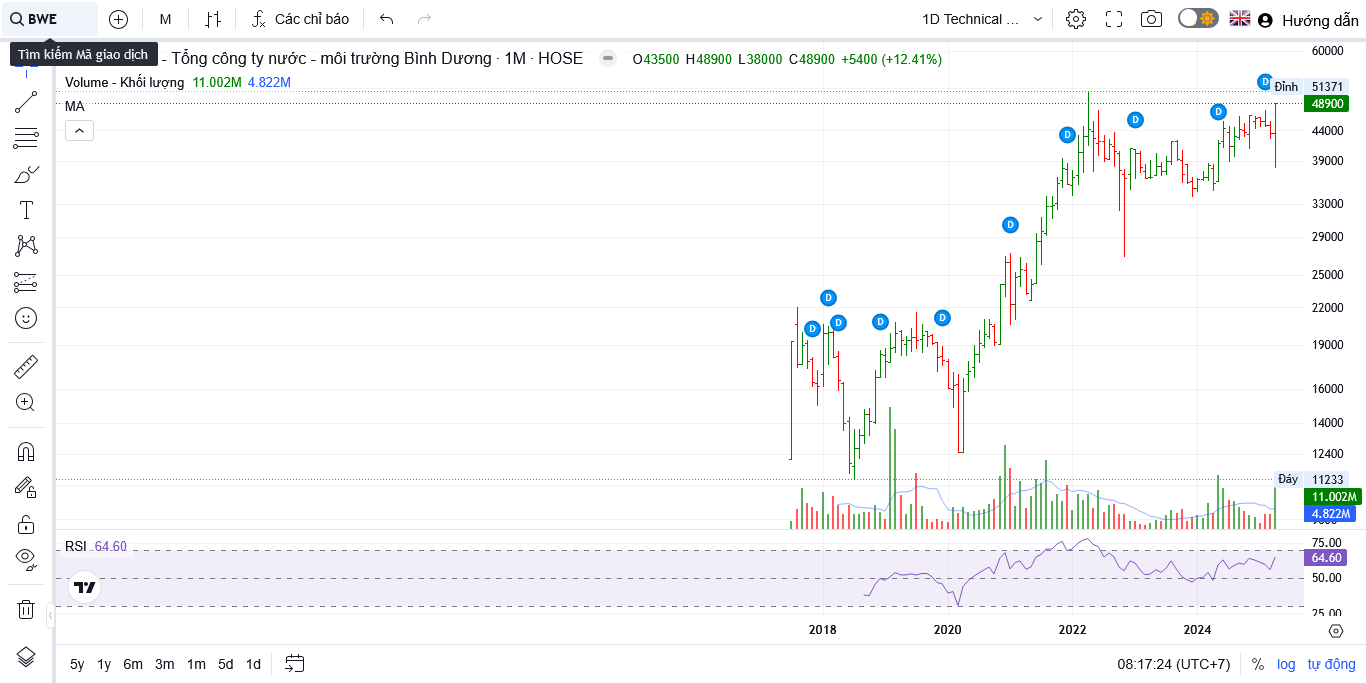 BWE
M
Các chỉ báo
1D Technical ...
Hướng dẫn
Tìm kiếm Mã giao dịch
- Tổng công ty nước - môi trường Bình Dương · 1M · HOSE
O43500 H48900 L38000 C48900 +5400 (+12.41%)
Volume - Khối lượng 11.002M 4.822M
MA
60000
Đỉnh 51371
48900
44000
39000
33000
29000
25000
22000
19000
16000
14000
12400
Đáy 11233
11.002M
4.822M
D
D
D
D
D
D
D
D
D
D
RSI 64.60
75.00
64.60
50.00
25.00
2018 2020 2022 2024
5y 1y 6m 3m 1m 5d 1d
08:17:24 (UTC+7) % log tự động